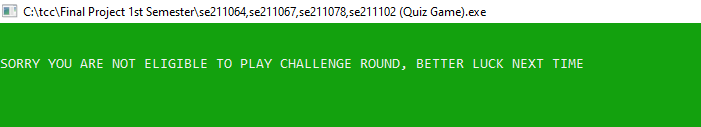 C:\tcc\Final Project 1st Semester\se211064,se211067,se211078,se211102 (Quiz Game).exe
SORRY YOU ARE NOT ELIGIBLE TO PLAY CHALLENGE ROUND, BETTER LUCK NEXT TIME